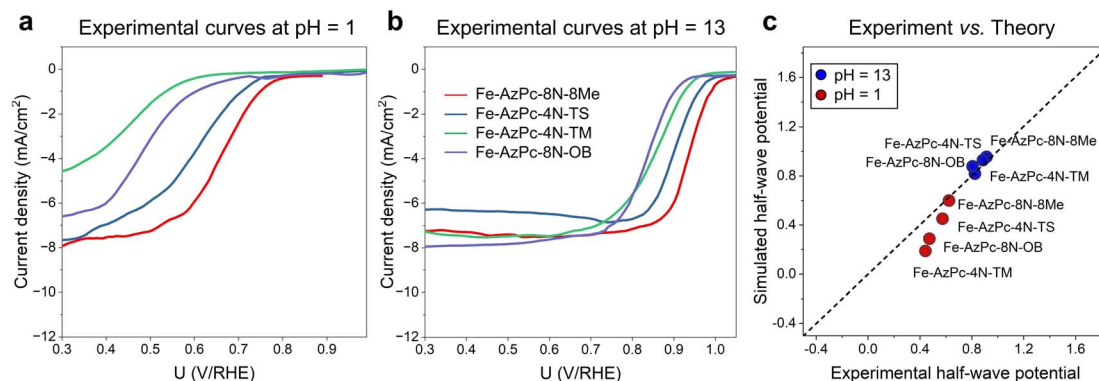 a Experimental curves at pH = 1
Current density (mA/cm²)
0
−2
−4
−6
−8
−10
−12
0.3 0.4 0.5 0.6 0.7 0.8 0.9
U (V/RHE)
b Experimental curves at pH = 13
Current density (mA/cm²)
Fe-AzPc-8N-8Me
Fe-AzPc-4N-TS
Fe-AzPc-4N-TM
Fe-AzPc-8N-OB
0
−2
−4
−6
−8
−10
−12
0.3 0.4 0.5 0.6 0.7 0.8 0.9 1.0
U (V/RHE)
c Experiment vs. Theory
Simulated half-wave potential
pH = 13
pH = 1
1.6
1.2
0.8
0.4
0.0
-0.4
Fe-AzPc-4N-TS
Fe-AzPc-8N-8Me
Fe-AzPc-8N-OB
Fe-AzPc-4N-TM
Fe-AzPc-8N-8Me
Fe-AzPc-4N-TS
Fe-AzPc-8N-OB
Fe-AzPc-4N-TM
-0.4 0.0 0.4 0.8 1.2 1.6
Experimental half-wave potential